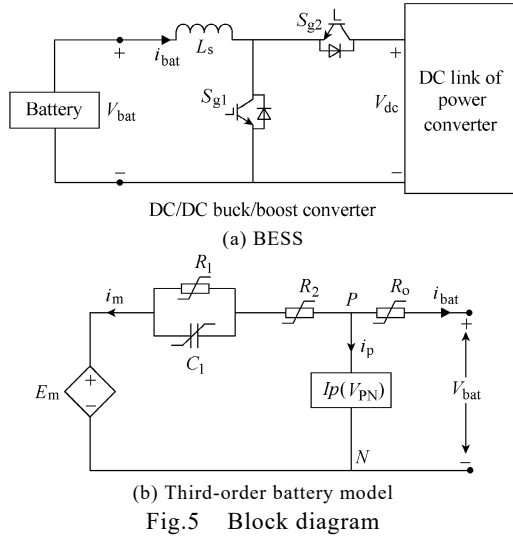 S_g2
L_s
i_bat
+
+
Battery
V_bat
S_g1
V_dc
DC link of
power
converter
−
−
DC/DC buck/boost converter
(a) BESS
R_1
i_m
R_2
P
R_o
i_bat
C_1
i_p
+
E_m
+
−
Ip(V_PN)
V_bat
N
−
(b) Third-order battery model
Fig.5 Block diagram